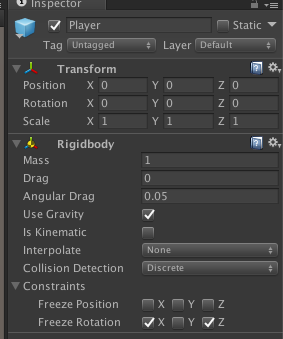 Inspector
Player Static
Tag Untagged Layer Default
Transform
Position X 0 Y 0 Z 0
Rotation X 0 Y 0 Z 0
Scale X 1 Y 1 Z 1
Rigidbody
Mass 1
Drag 0
Angular Drag 0.05
Use Gravity
Is Kinematic
Interpolate None
Collision Detection Discrete
Constraints
Freeze Position X Y Z
Freeze Rotation X Y Z